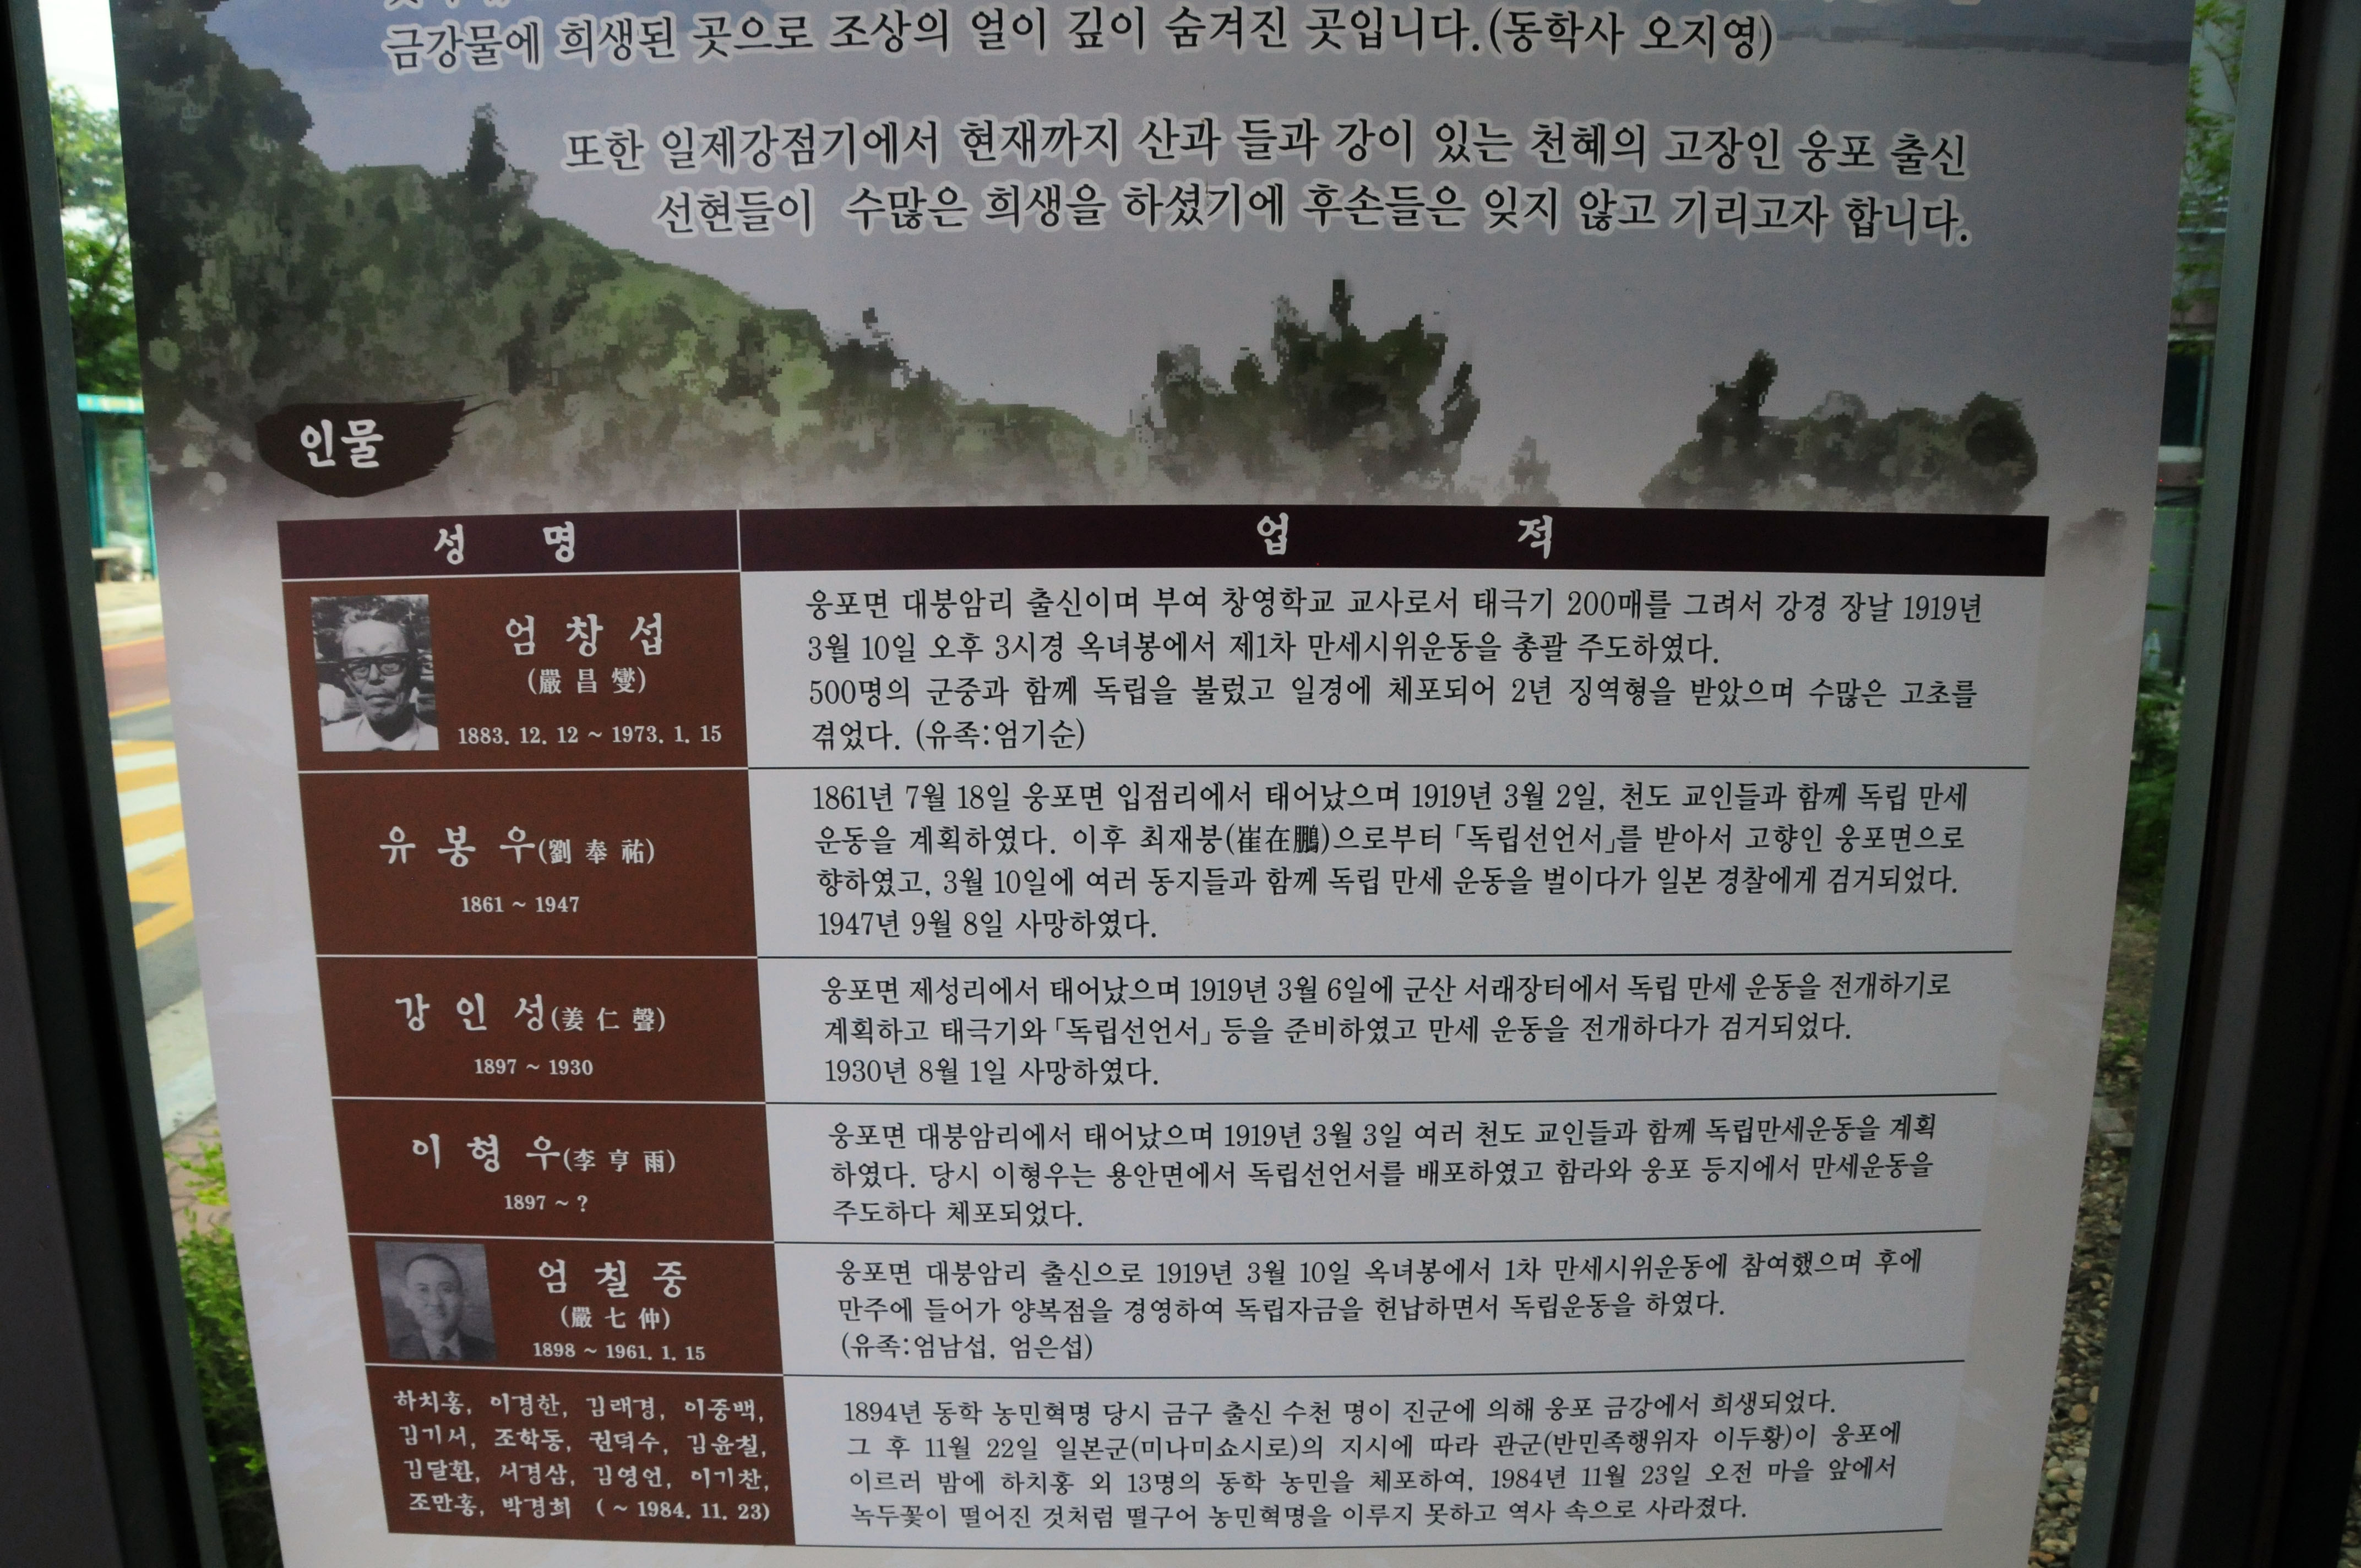 금강물에 희생된 곳으로 조상의 얼이 깊이 숨겨진 곳입니다.(동학사 오지영)
또한 일제강점기에서 현재까지 산과 들과 강이 있는 천혜의 고장인 웅포 출신
선현들이 수많은 희생을 하셨기에 후손들은 잊지 않고 기리고자 합니다.
인물
성 명
업 적
엄 창 섭
(嚴 昌 燮)
1883. 12. 12 ~ 1973. 1. 15
웅포면 대붕암리 출신이며 부여 창영학교 교사로서 태극기 200매를 그려서 강경 장날 1919년
3월 10일 오후 3시경 옥녀봉에서 제1차 만세시위운동을 총괄 주도하였다.
500명의 군중과 함께 독립을 불렀고 일경에 체포되어 2년 징역형을 받았으며 수많은 고초를
겪었다. (유족:엄기순)
유 봉 우(劉 奉 祐)
1861 ~ 1947
1861년 7월 18일 웅포면 입점리에서 태어났으며 1919년 3월 2일, 천도 교인들과 함께 독립 만세
운동을 계획하였다. 이후 최재붕(崔在鵬)으로부터 「독립선언서」를 받아서 고향인 웅포면으로
향하였고, 3월 10일에 여러 동지들과 함께 독립 만세 운동을 벌이다가 일본 경찰에게 검거되었다.
1947년 9월 8일 사망하였다.
강 인 성(姜 仁 聲)
1897 ~ 1930
웅포면 제성리에서 태어났으며 1919년 3월 6일에 군산 서래장터에서 독립 만세 운동을 전개하기로
계획하고 태극기와 「독립선언서」 등을 준비하였고 만세 운동을 전개하다가 검거되었다.
1930년 8월 1일 사망하였다.
이 형 우(李 亨 雨)
1897 ~ ?
웅포면 대붕암리에서 태어났으며 1919년 3월 3일 여러 천도 교인들과 함께 독립만세운동을 계획
하였다. 당시 이형우는 용안면에서 독립선언서를 배포하였고 함라와 웅포 등지에서 만세운동을
주도하다 체포되었다.
엄 칠 중
(嚴 七 仲)
1898 ~ 1961. 1. 15
웅포면 대붕암리 출신으로 1919년 3월 10일 옥녀봉에서 1차 만세시위운동에 참여했으며 후에
만주에 들어가 양복점을 경영하여 독립자금을 헌납하면서 독립운동을 하였다.
(유족:엄남섭, 엄은섭)
하치홍, 이경한, 김래경, 이중백,
김기서, 조학동, 권덕수, 김윤칠,
김달환, 서경삼, 김영언, 이기찬,
조만홍, 박경희 ( ~ 1984. 11. 23)
1894년 동학 농민혁명 당시 금구 출신 수천 명이 진군에 의해 웅포 금강에서 희생되었다.
그 후 11월 22일 일본군(미나미쇼시로)의 지시에 따라 관군(반민족행위자 이두황)이 웅포에
이르러 밤에 하치홍 외 13명의 동학 농민을 체포하여, 1984년 11월 23일 오전 마을 앞에서
녹두꽃이 떨어진 것처럼 떨구어 농민혁명을 이루지 못하고 역사 속으로 사라졌다.